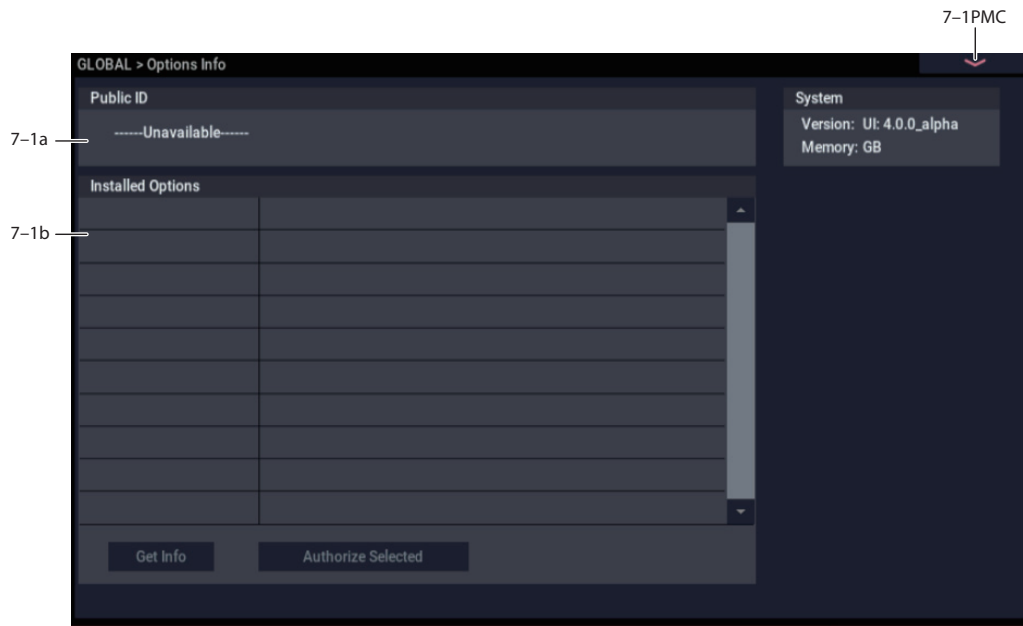 7–1PMC
GLOBAL > Options Info
Public ID
------Unavailable------
7–1a
System
Version: UI: 4.0.0_alpha
Memory: GB
Installed Options
7–1b
Get Info
Authorize Selected